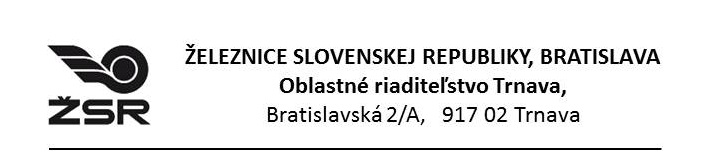 ŽELEZNICE SLOVENSKEJ REPUBLIKY, BRATISLAVA
Oblastné riaditeľstvo Trnava,
Bratislavská 2/A, 917 02 Trnava
ŽSR